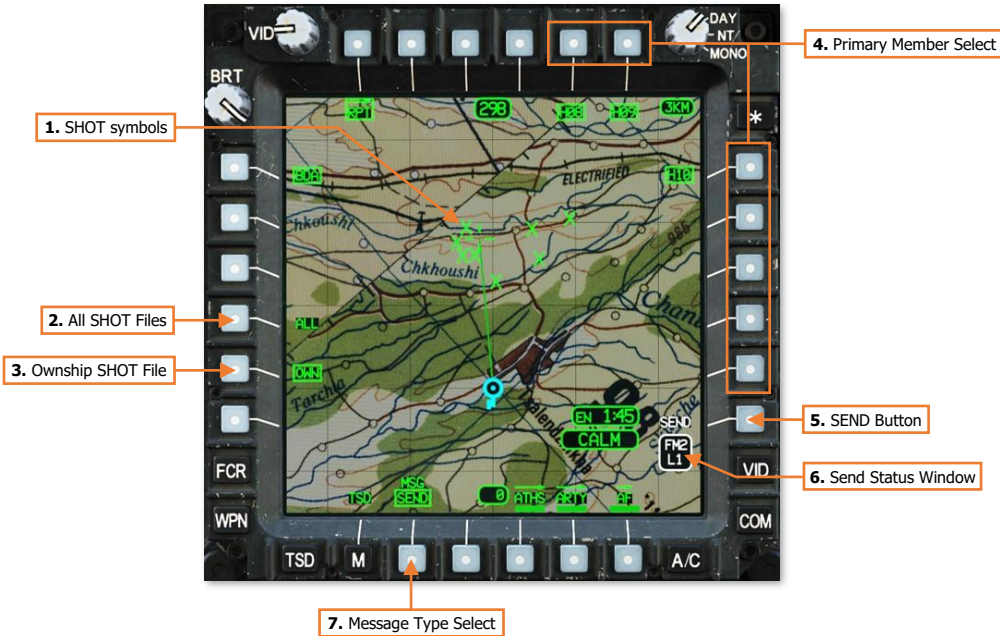 DAY
NT
MONO
VID
4. Primary Member Select
BRT
RPT
298
H08
H09
3KM
*
1. SHOT symbols
BDA
ELECTRIFIED
H10
Chkoushi
Chkhoushi
2. All SHOT Files
ALL
3. Ownship SHOT File
OWN
Tarchla
EN 1:45
SEND
5. SEND Button
CALM
FM2
L1
FCR
VID
6. Send Status Window
MSG
TSD
SEND
0
ATHS
ARTY
AF
WPN
COM
TSD
M
A/C
7. Message Type Select